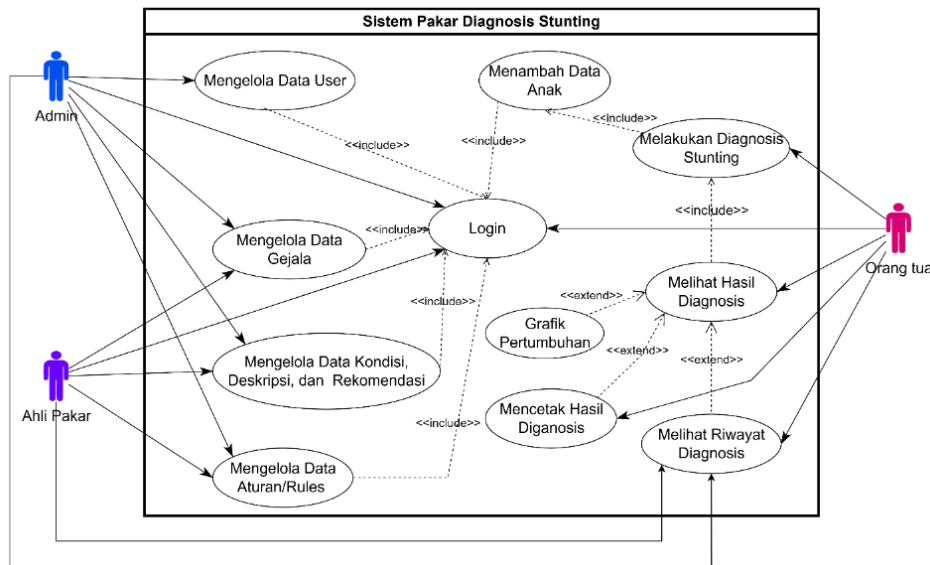 Sistem Pakar Diagnosis Stunting
Admin
Mengelola Data User
Menambah Data
Anak
<<include>>
Melakukan Diagnosis
Stunting
<<include>>
<<include>>
Login
<<include>>
Mengelola Data
Gejala
<<include>>
Orang tua
Melihat Hasil
Diagnosis
<<extend>>
<<include>>
Grafik
Pertumbuhan
<<extend>>
<<extend>>
Mengelola Data Kondisi,
Deskripsi, dan Rekomendasi
Ahli Pakar
Mencetak Hasil
Diganosis
<<include>>
Melihat Riwayat
Diagnosis
Mengelola Data
Aturan/Rules